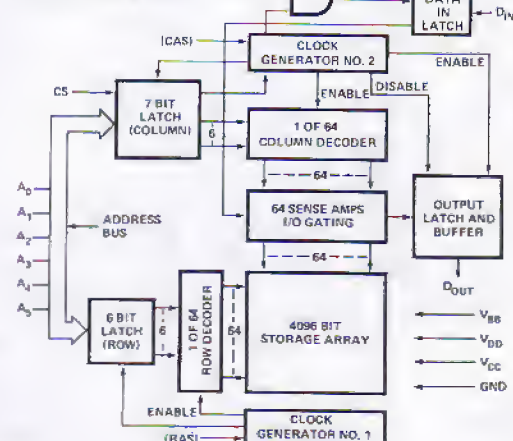 DATA
IN
LATCH
DIN
(CAS)
CLOCK
GENERATOR NO. 2
ENABLE
CS
7 BIT
LATCH
(COLUMN)
6
ENABLE
DISABLE
1 OF 64
COLUMN DECODER
64
A0
A1
A2
A3
A4
A5
ADDRESS
BUS
64 SENSE AMPS
I/O GATING
OUTPUT
LATCH AND
BUFFER
64
DOUT
6 BIT
LATCH
(ROW)
6
1 OF 64
ROW DECODER
64
4096 BIT
STORAGE ARRAY
VBB
VDD
VCC
GND
ENABLE
(RAS)
CLOCK
GENERATOR NO. 1